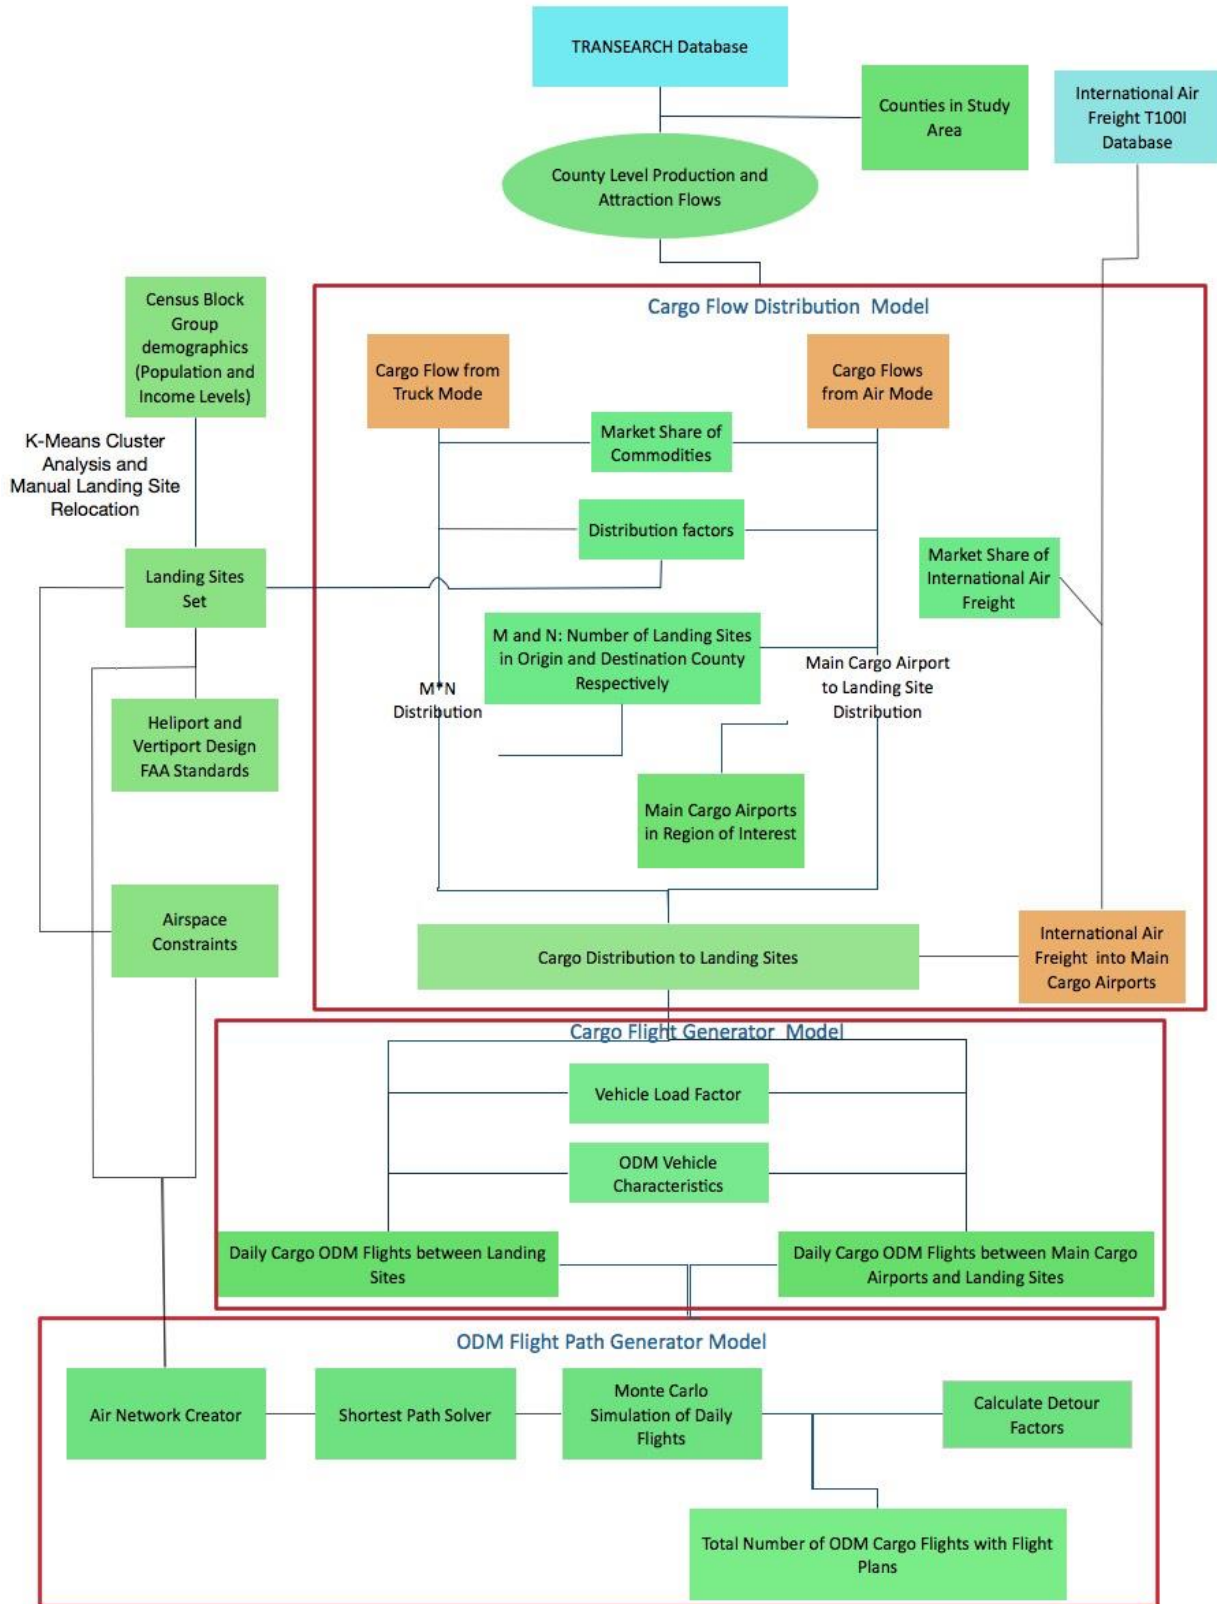 TRANSEARCH Database
Counties in Study
Area
International Air
Freight T100I
Database
County Level Production and
Attraction Flows
Census Block
Group
demographics
(Population and
Income Levels)
K-Means Cluster
Analysis and
Manual Landing Site
Relocation
Cargo Flow Distribution Model
Cargo Flow from
Truck Mode
Cargo Flows
from Air Mode
Market Share of
Commodities
Distribution factors
Landing Sites
Set
Market Share of
International Air
Freight
M and N: Number of Landing Sites
in Origin and Destination County
Respectively
M*N
Distribution
Main Cargo Airport
to Landing Site
Distribution
Heliport and
Vertiport Design
FAA Standards
Main Cargo Airports
in Region of Interest
Airspace
Constraints
Cargo Distribution to Landing Sites
International Air
Freight into Main
Cargo Airports
Cargo Flight Generator Model
Vehicle Load Factor
ODM Vehicle
Characteristics
Daily Cargo ODM Flights between Landing
Sites
Daily Cargo ODM Flights between Main Cargo
Airports and Landing Sites
ODM Flight Path Generator Model
Air Network Creator
Shortest Path Solver
Monte Carlo
Simulation of Daily
Flights
Calculate Detour
Factors
Total Number of ODM Cargo Flights with Flight
Plans